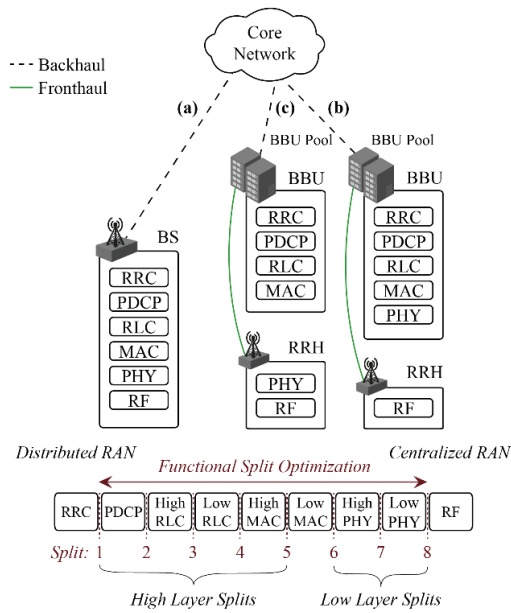 Core
Network
Backhaul
Fronthaul
(a)
(c)
(b)
BBU Pool
BBU Pool
BS
RRC
PDCP
RLC
MAC
PHY
RF
BBU
RRC
PDCP
RLC
MAC
RRH
PHY
RF
BBU
RRC
PDCP
RLC
MAC
PHY
RRH
RF
Distributed RAN
Centralized RAN
Functional Split Optimization
RRC
PDCP
High
RLC
Low
RLC
High
MAC
Low
MAC
High
PHY
Low
PHY
RF
Split: 1 2 3 4 5 6 7 8
High Layer Splits
Low Layer Splits